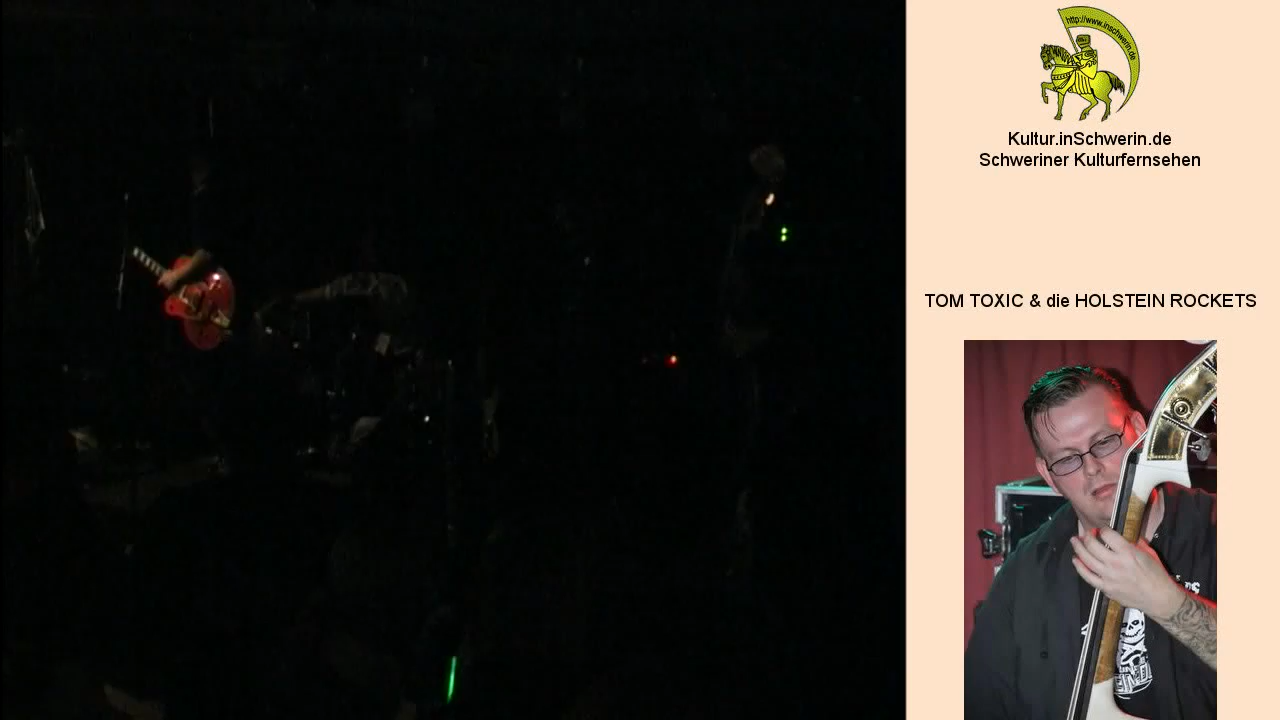 http://www.inschwerin.de
Kultur.inSchwerin.de
Schweriner Kulturfernsehen
TOM TOXIC & die HOLSTEIN ROCKETS